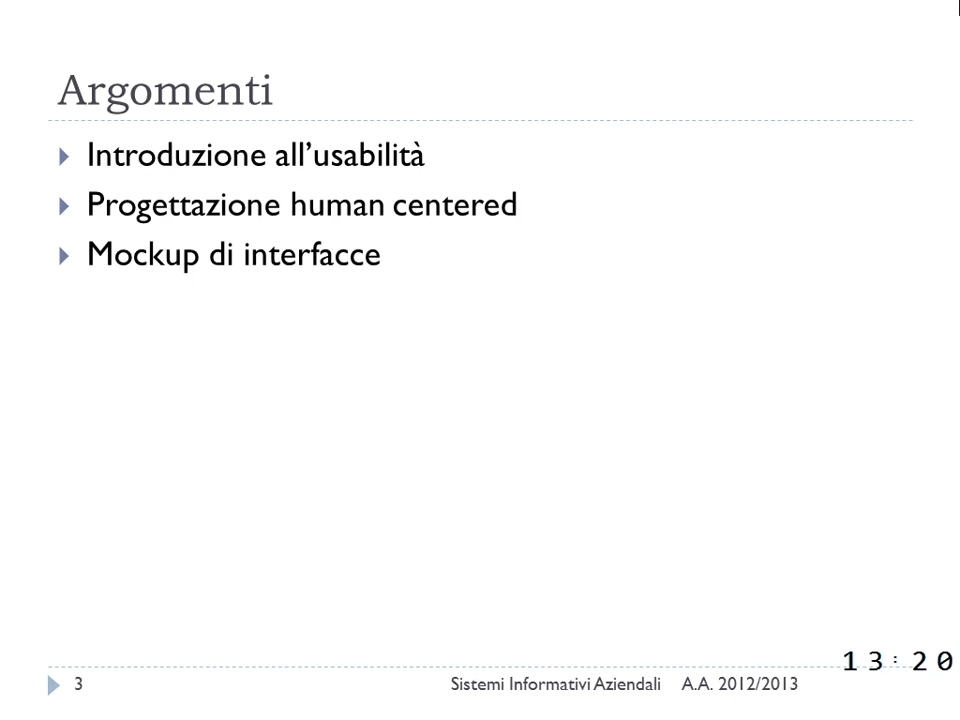 Argomenti
Introduzione all’usabilità
Progettazione human centered
Mockup di interfacce
13:20
3 Sistemi Informativi Aziendali A.A. 2012/2013